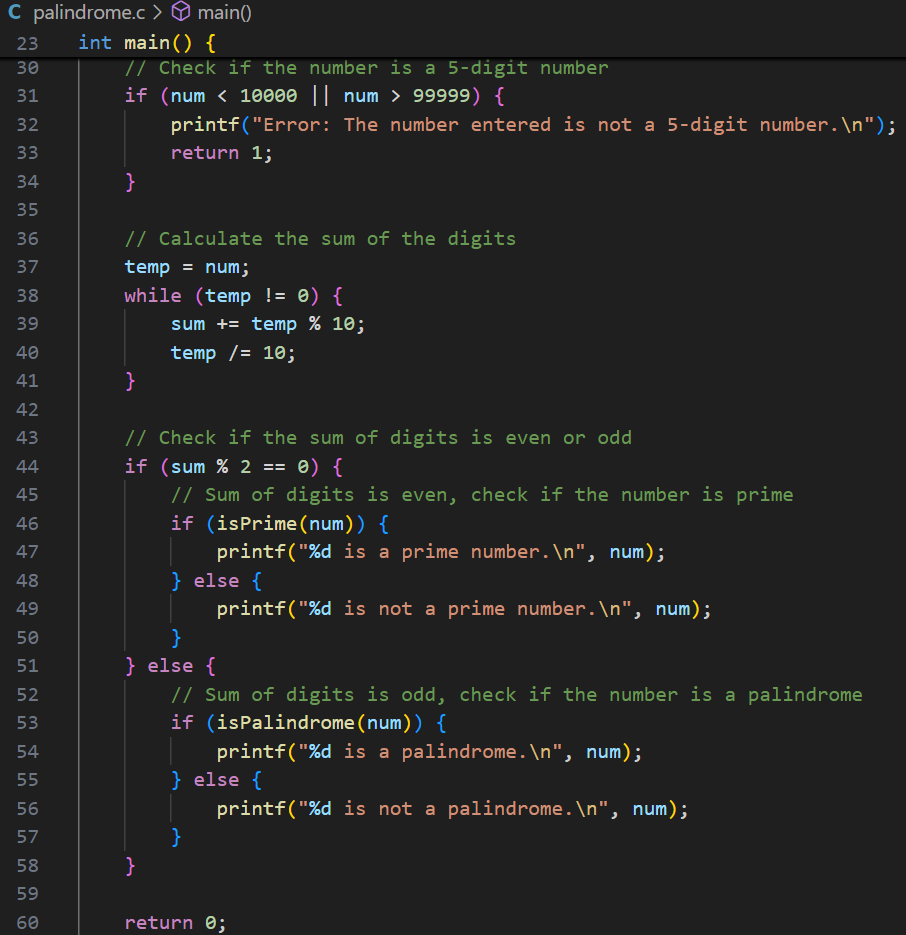 C palindrome.c > main()
23 int main() {
30 // Check if the number is a 5-digit number
31 if (num < 10000 || num > 99999) {
32 printf("Error: The number entered is not a 5-digit number.\n");
33 return 1;
34 }
35
36 // Calculate the sum of the digits
37 temp = num;
38 while (temp != 0) {
39 sum += temp % 10;
40 temp /= 10;
41 }
42
43 // Check if the sum of digits is even or odd
44 if (sum % 2 == 0) {
45 // Sum of digits is even, check if the number is prime
46 if (isPrime(num)) {
47 printf("%d is a prime number.\n", num);
48 } else {
49 printf("%d is not a prime number.\n", num);
50 }
51 } else {
52 // Sum of digits is odd, check if the number is a palindrome
53 if (isPalindrome(num)) {
54 printf("%d is a palindrome.\n", num);
55 } else {
56 printf("%d is not a palindrome.\n", num);
57 }
58 }
59
60 return 0;